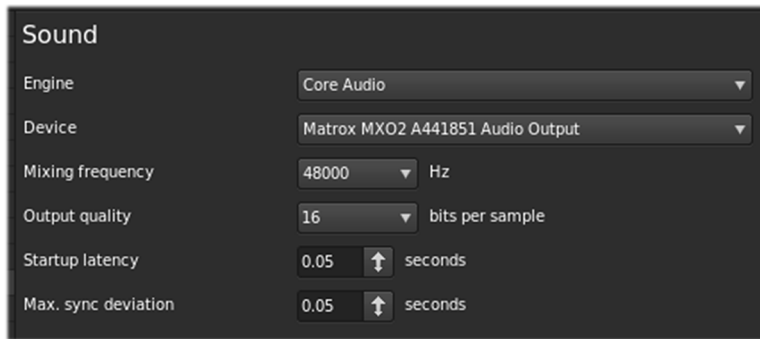 Sound
Engine Core Audio
Device Matrox MXO2 A441851 Audio Output
Mixing frequency 48000 Hz
Output quality 16 bits per sample
Startup latency 0.05 seconds
Max. sync deviation 0.05 seconds